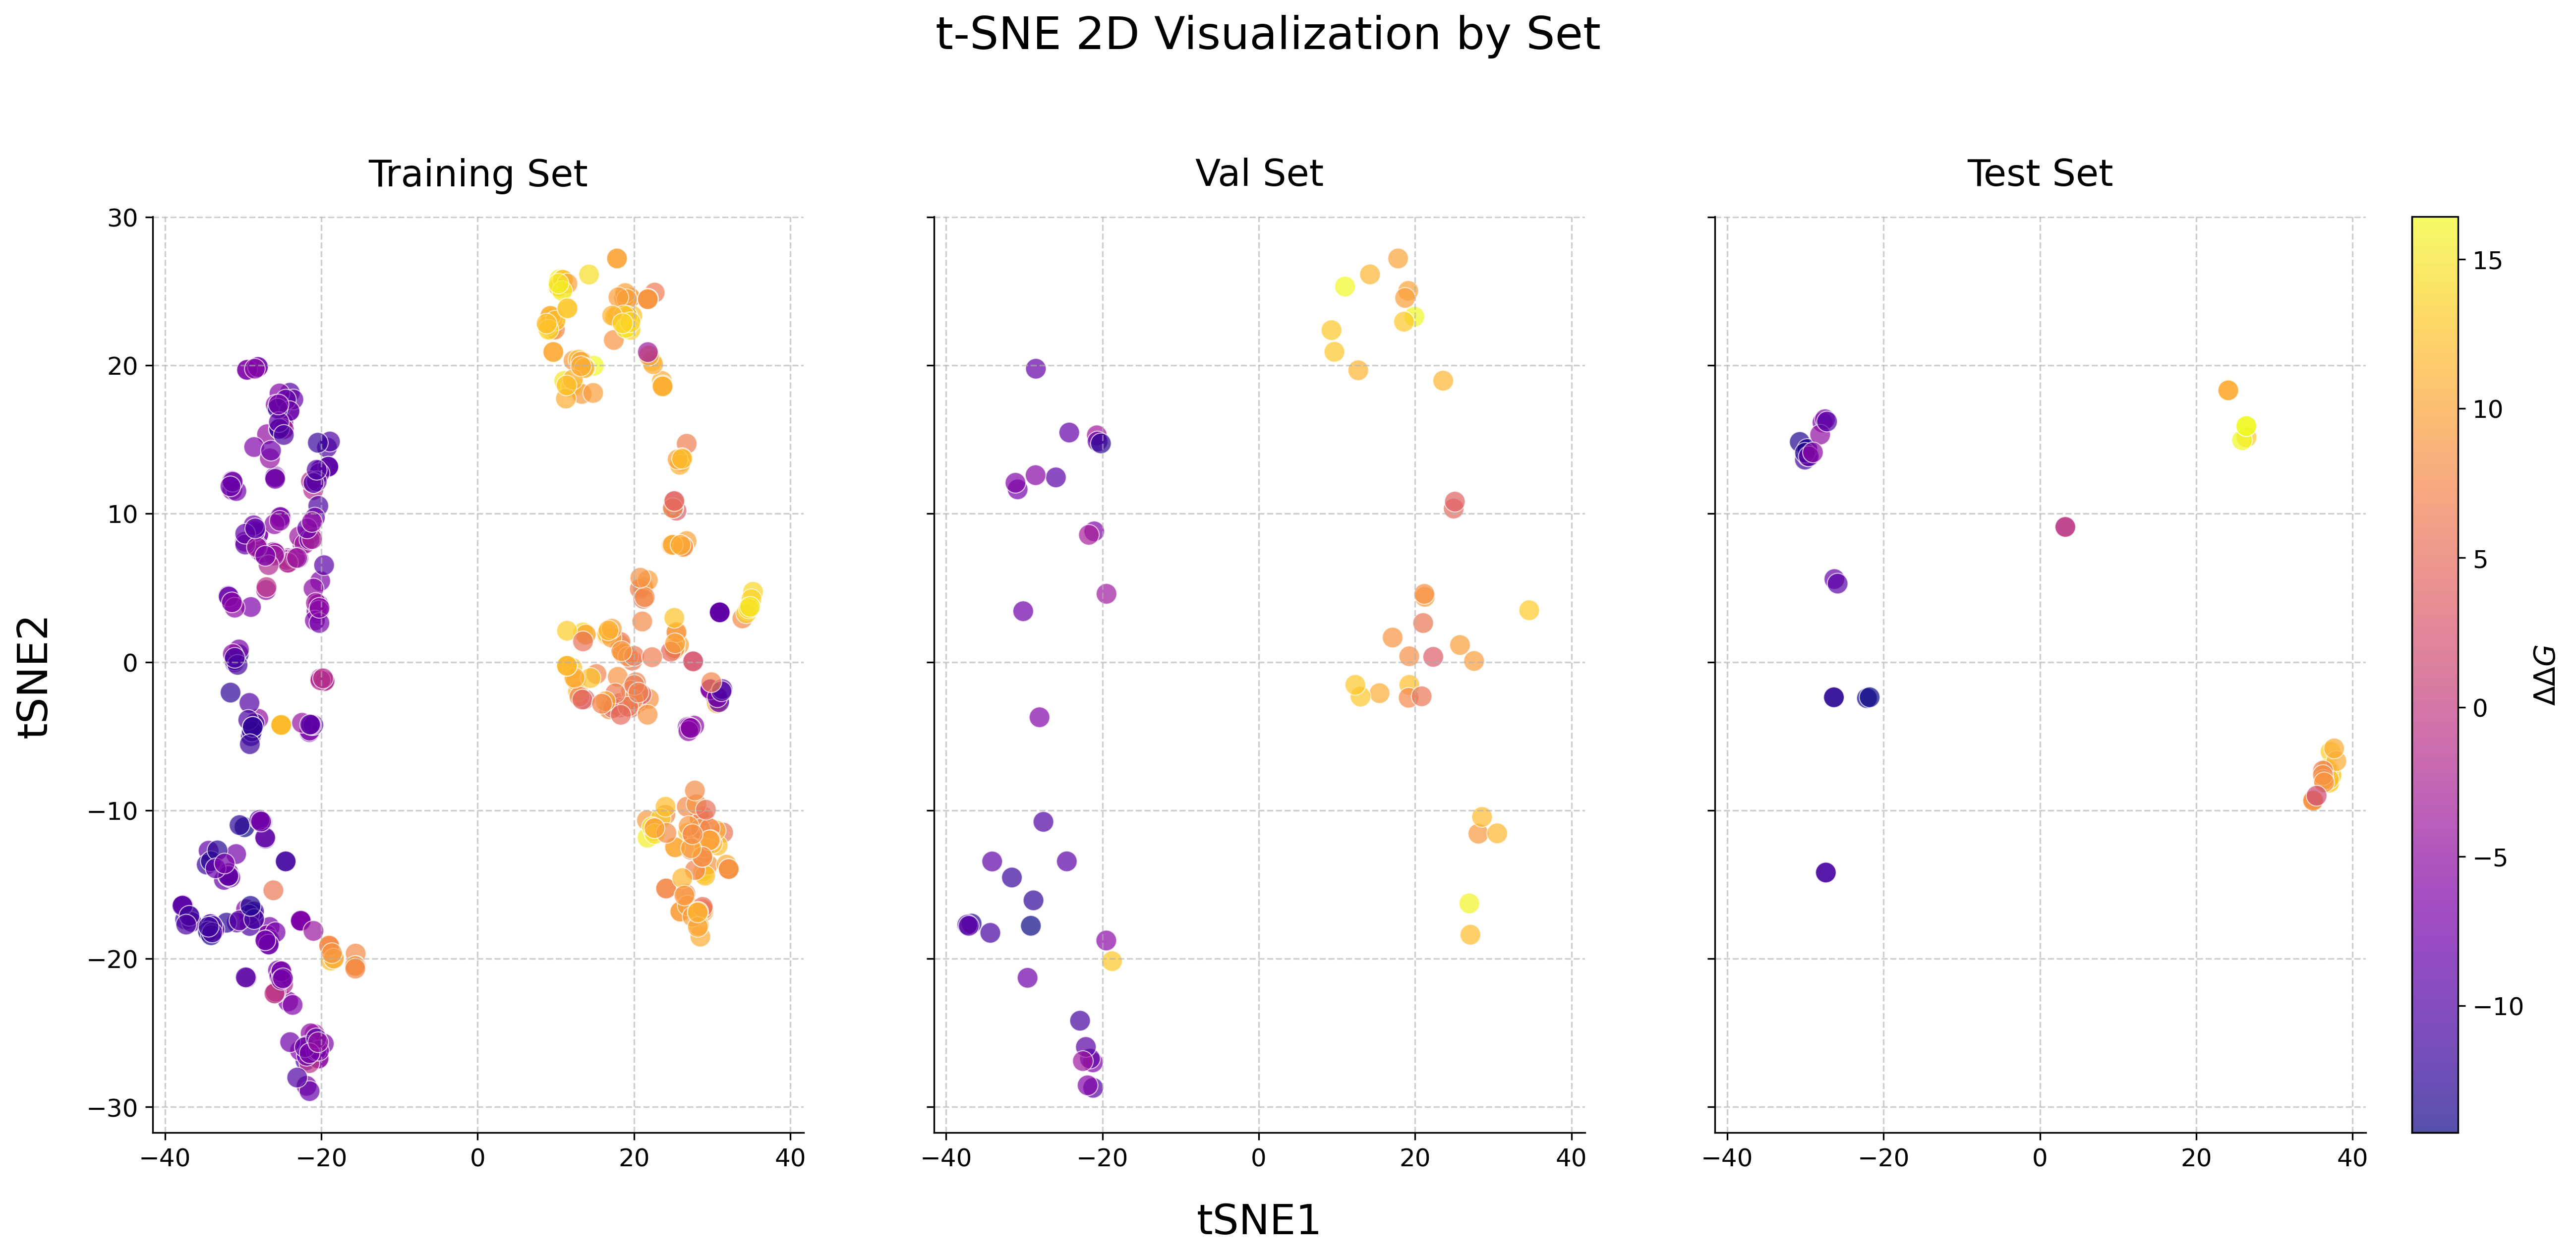 t-SNE 2D Visualization by Set
Training Set
Val Set
Test Set
30
20
10
0
−10
−20
−30
tSNE2
−40 −20 0 20 40
−40 −20 0 20 40
−40 −20 0 20 40
tSNE1
15
10
5
0
−5
−10
ΔΔG